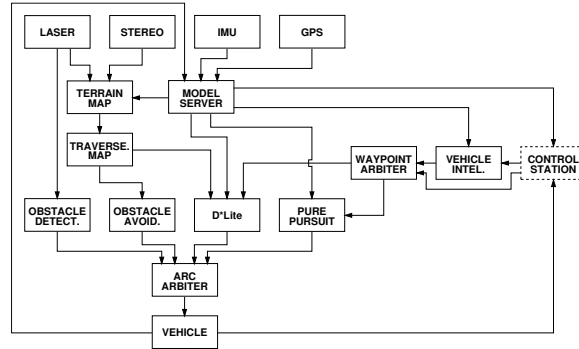 LASER
STEREO
IMU
GPS
TERRAIN
MAP
MODEL
SERVER
TRAVERSE.
MAP
WAYPOINT
ARBITER
VEHICLE
INTEL.
CONTROL
STATION
OBSTACLE
DETECT.
OBSTACLE
AVOID.
D*Lite
PURE
PURSUIT
ARC
ARBITER
VEHICLE